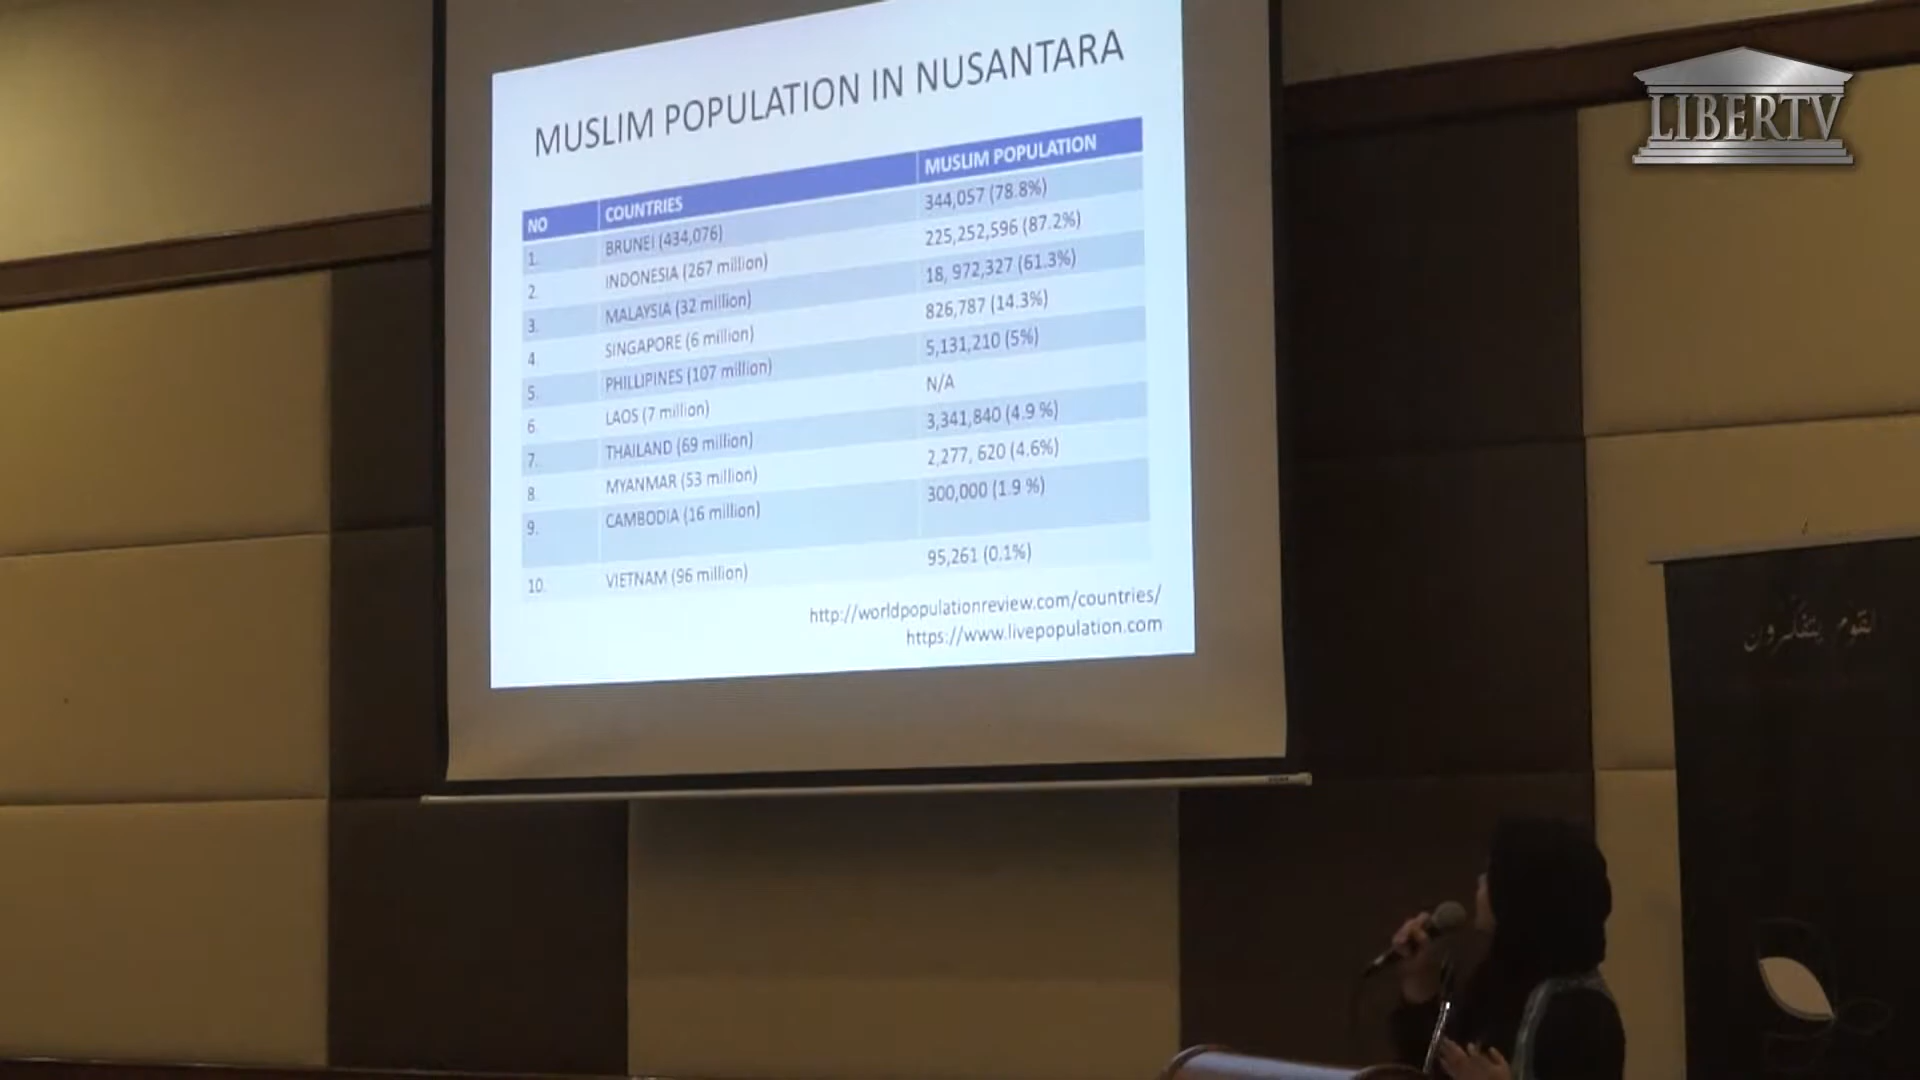 LIBERTV
MUSLIM POPULATION IN NUSANTARA
NO COUNTRIES MUSLIM POPULATION
1. BRUNEI (434,076) 344,057 (78.8%)
2. INDONESIA (267 million) 225,252,596 (87.2%)
3. MALAYSIA (32 million) 18, 972,327 (61.3%)
4. SINGAPORE (6 million) 826,787 (14.3%)
5. PHILLIPINES (107 million) 5,131,210 (5%)
6. LAOS (7 million) N/A
7. THAILAND (69 million) 3,341,840 (4.9 %)
8. MYANMAR (53 million) 2,277, 620 (4.6%)
9. CAMBODIA (16 million) 300,000 (1.9 %)
10. VIETNAM (96 million) 95,261 (0.1%)
http://worldpopulationreview.com/countries/
https://www.livepopulation.com
لقوم يتفكرون